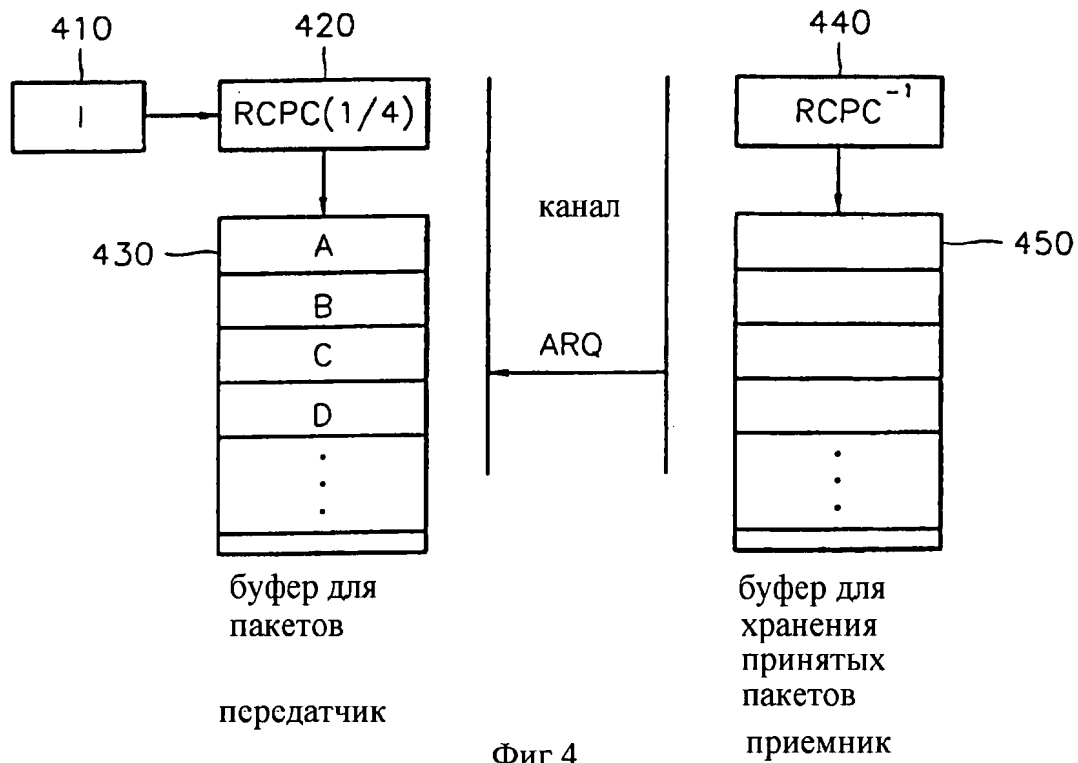 410
420
440
I
RCPC(1/4)
RCPC⁻¹
канал
430
A
450
B
C
ARQ
D
буфер для
пакетов
буфер для
хранения
принятых
пакетов
передатчик
приемник
Фиг 4